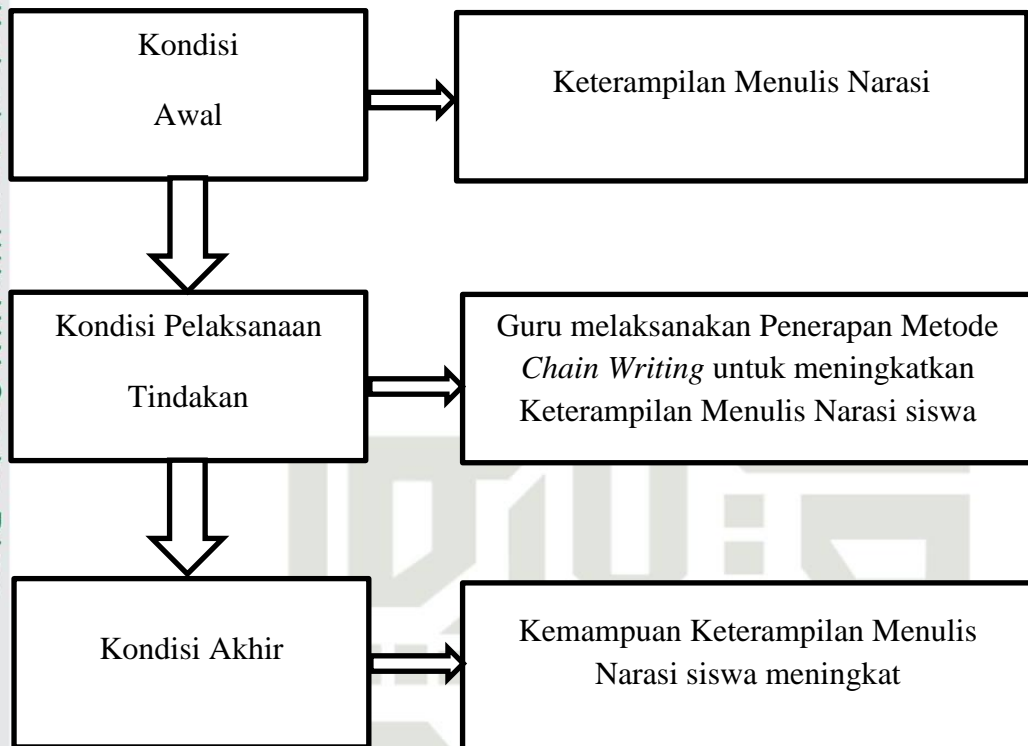 Kondisi
Awal
Keterampilan Menulis Narasi
Kondisi Pelaksanaan
Tindakan
Guru melaksanakan Penerapan Metode
Chain Writing untuk meningkatkan
Keterampilan Menulis Narasi siswa
Kondisi Akhir
Kemampuan Keterampilan Menulis
Narasi siswa meningkat